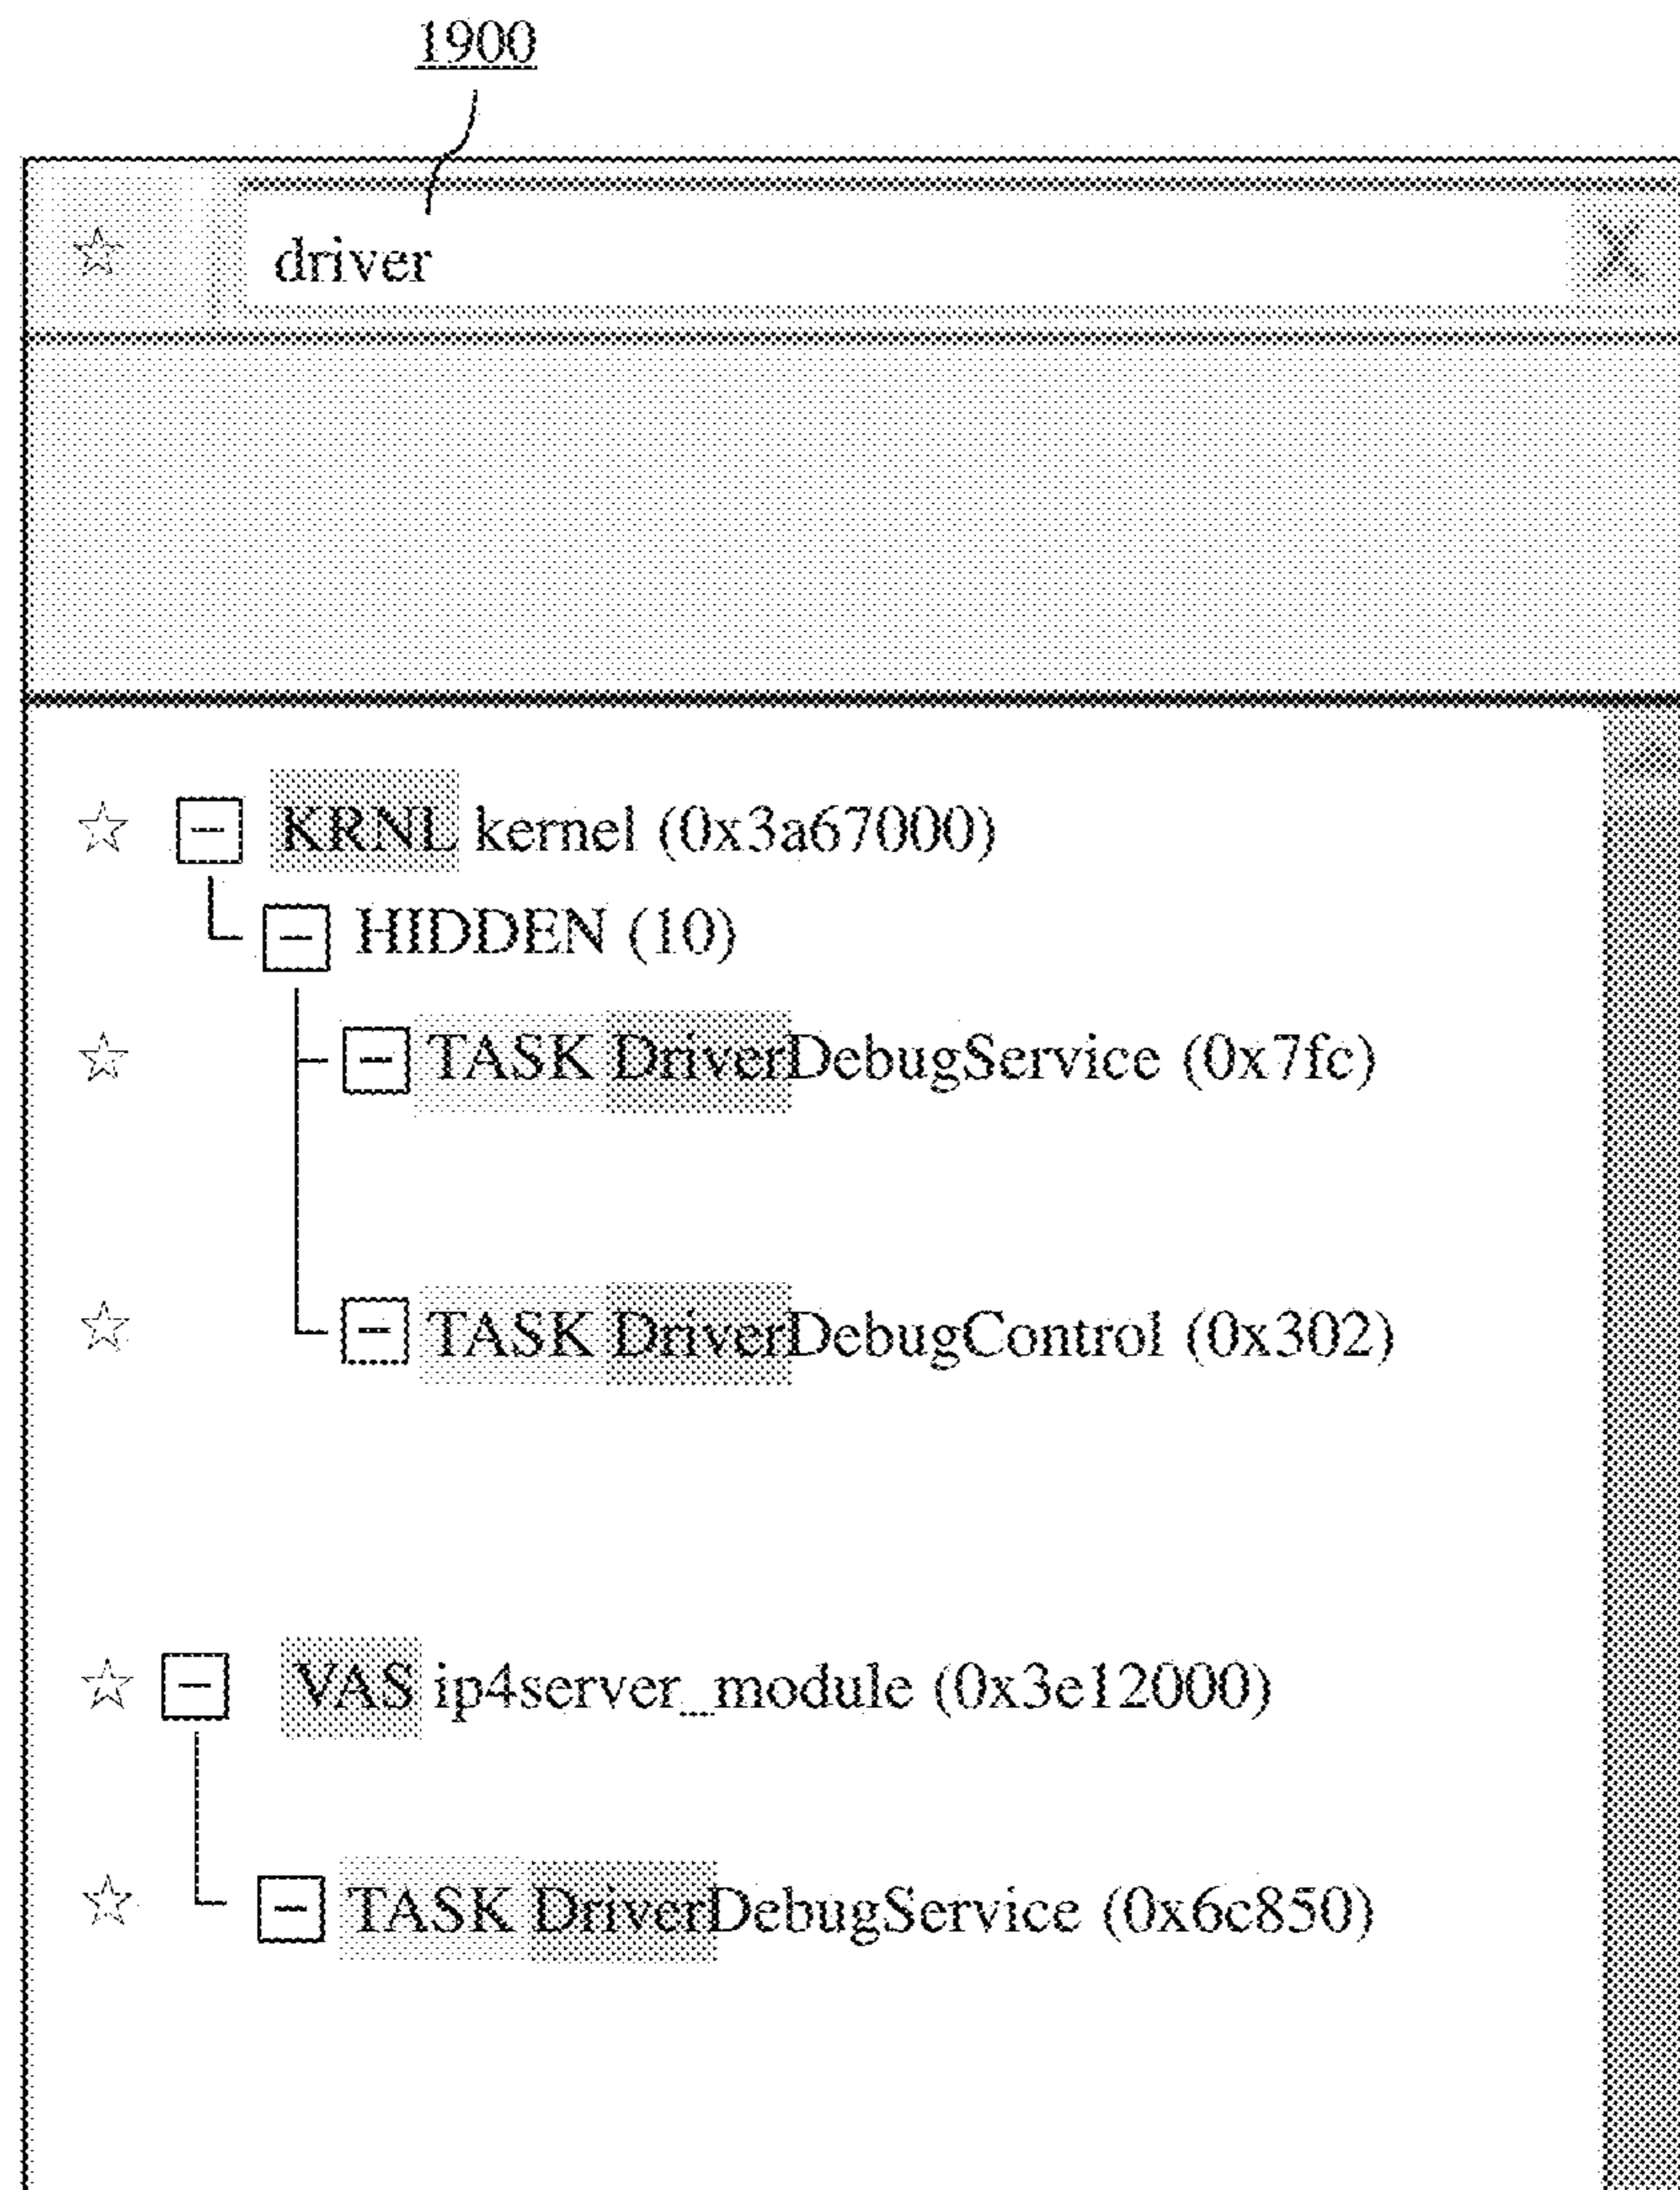 1900
driver X
KRNL kernel (0x3a67000)
HIDDEN (10)
TASK DriverDebugService (0x7fc)
TASK DriverDebugControl (0x302)
VAS ip4server_module (0x3e12000)
TASK DriverDebugService (0x6c850)